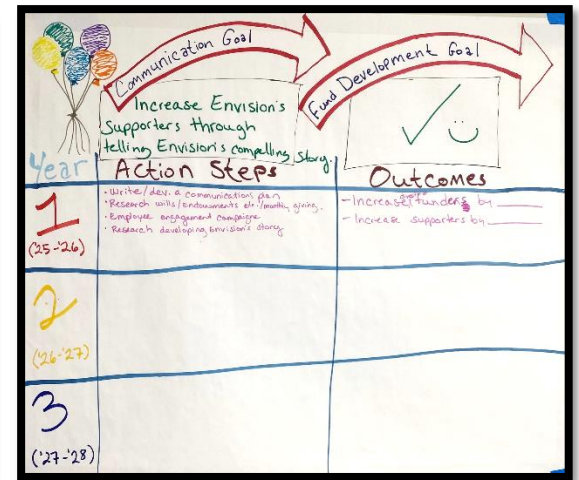 Communication Goal
Fund Development Goal
Increase Envision's
Supporters through
telling Envision's compelling story.
Year
Action Steps
Outcomes
1
(25-'26)
• Write/dev. a communications plan
• Research wills/endowments etc./monthly giving.
• Employee engagement campaign
• Research developing Envision's story
- Increase funders by
- Increase supporters by
2
('26-'27)
3
('27-'28)